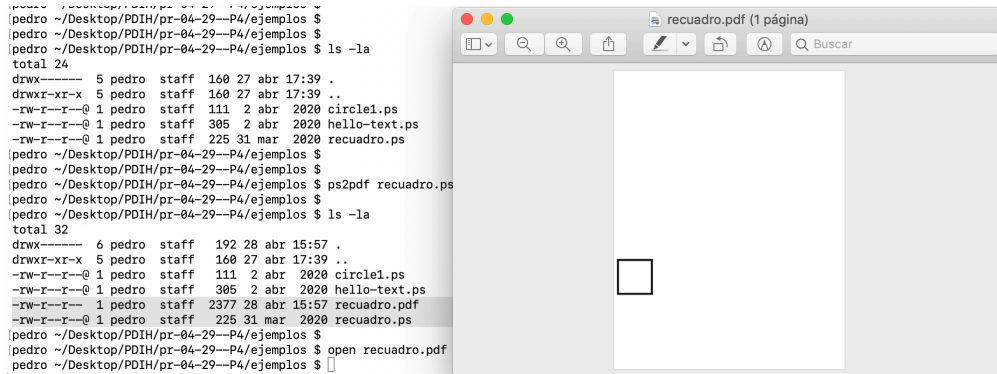 [pedro ~/Desktop/PDIH/pr-04-29--P4/ejemplos $
[pedro ~/Desktop/PDIH/pr-04-29--P4/ejemplos $
[pedro ~/Desktop/PDIH/pr-04-29--P4/ejemplos $
[pedro ~/Desktop/PDIH/pr-04-29--P4/ejemplos $ ls -la
total 24
drwx------  5 pedro  staff  160 27 abr 17:39 .
drwxr-xr-x  5 pedro  staff  160 27 abr 17:39 ..
-rw-r--r--@ 1 pedro  staff  111  2 abr  2020 circle1.ps
-rw-r--r--@ 1 pedro  staff  305  2 abr  2020 hello-text.ps
-rw-r--r--@ 1 pedro  staff  225 31 mar  2020 recuadro.ps
[pedro ~/Desktop/PDIH/pr-04-29--P4/ejemplos $
[pedro ~/Desktop/PDIH/pr-04-29--P4/ejemplos $
[pedro ~/Desktop/PDIH/pr-04-29--P4/ejemplos $ ps2pdf recuadro.ps
[pedro ~/Desktop/PDIH/pr-04-29--P4/ejemplos $
[pedro ~/Desktop/PDIH/pr-04-29--P4/ejemplos $ ls -la
total 32
drwx------  6 pedro  staff   192 28 abr 15:57 .
drwxr-xr-x  5 pedro  staff   160 27 abr 17:39 ..
-rw-r--r--@ 1 pedro  staff   111  2 abr  2020 circle1.ps
-rw-r--r--@ 1 pedro  staff   305  2 abr  2020 hello-text.ps
-rw-r--r--  1 pedro  staff  2377 28 abr 15:57 recuadro.pdf
-rw-r--r--@ 1 pedro  staff   225 31 mar  2020 recuadro.ps
[pedro ~/Desktop/PDIH/pr-04-29--P4/ejemplos $
[pedro ~/Desktop/PDIH/pr-04-29--P4/ejemplos $ open recuadro.pdf
pedro ~/Desktop/PDIH/pr-04-29--P4/ejemplos $
recuadro.pdf (1 página)
Buscar